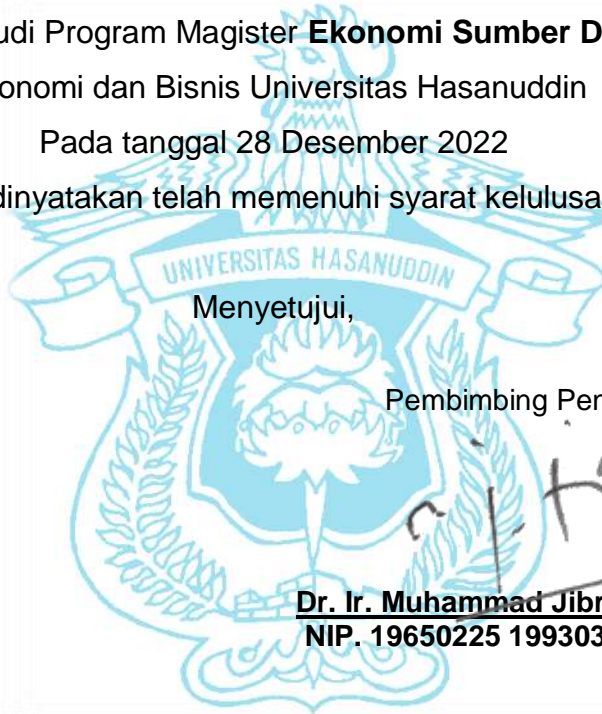 udi Program Magister Ekonomi Sumber D
onomi dan Bisnis Universitas Hasanuddin
Pada tanggal 28 Desember 2022
dinyatakan telah memenuhi syarat kelulusa
UNIVERSITAS HASANUDDIN
Menyetujui,
Pembimbing Pen
Dr. Ir. Muhammad Jibr
NIP. 19650225 199303